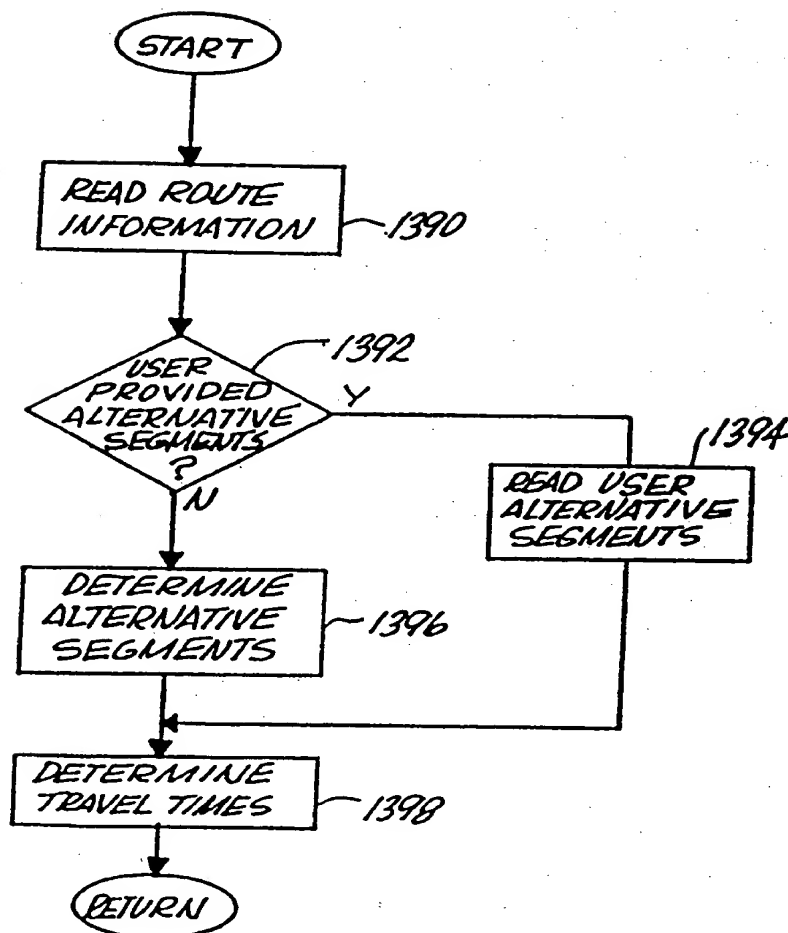 START
READ ROUTE
INFORMATION
1390
1392
USER
PROVIDED
ALTERNATIVE
SEGMENTS
?
Y
N
1394
READ USER
ALTERNATIVE
SEGMENTS
DETERMINE
ALTERNATIVE
SEGMENTS
1396
DETERMINE
TRAVEL TIMES
1398
RETURN